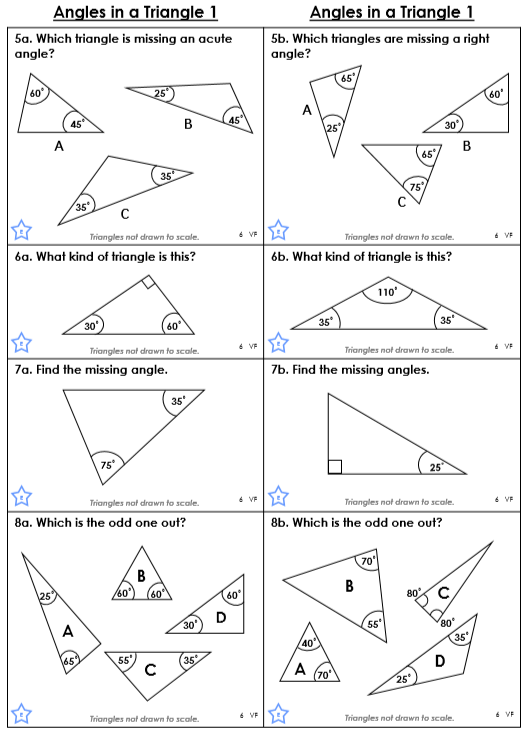 Angles in a Triangle 1
Angles in a Triangle 1
5a. Which triangle is missing an acute
angle?
60°
45°
A
25°
45°
B
35°
35°
C
Triangles not drawn to scale.
6 VF
5b. Which triangles are missing a right
angle?
65°
A
25°
60°
30°
B
65°
75°
C
Triangles not drawn to scale.
6 VF
6a. What kind of triangle is this?
30°
60°
Triangles not drawn to scale.
6 VF
6b. What kind of triangle is this?
110°
35°
35°
Triangles not drawn to scale.
6 VF
7a. Find the missing angle.
35°
75°
Triangles not drawn to scale.
6 VF
7b. Find the missing angles.
25°
Triangles not drawn to scale.
6 VF
8a. Which is the odd one out?
25°
A
65°
B
60°
60°
60°
D
30°
55°
35°
C
Triangles not drawn to scale.
6 VF
8b. Which is the odd one out?
70°
B
55°
80°
C
80°
40°
A
70°
35°
D
25°
Triangles not drawn to scale.
6 VF